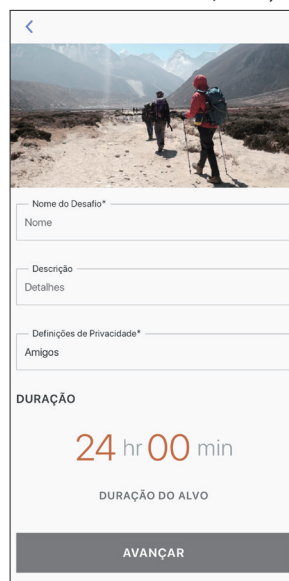 Nome do Desafio*
Nome
Descrição
Detalhes
Definições de Privacidade*
Amigos
DURAÇÃO
24 hr 00 min
DURAÇÃO DO ALVO
AVANÇAR